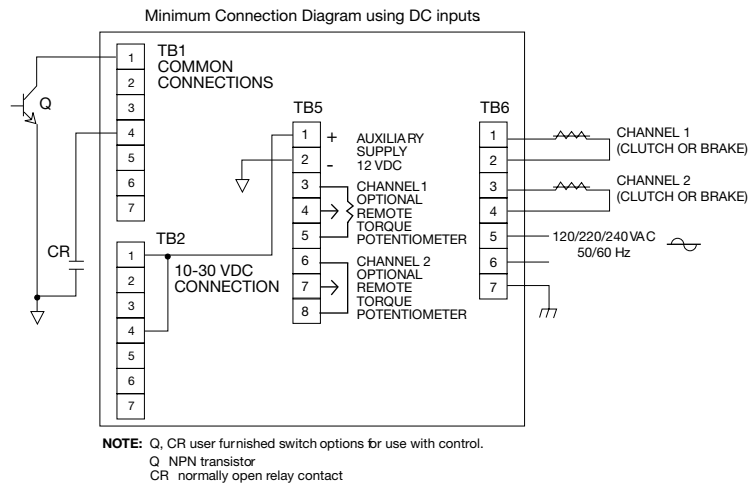 Minimum Connection Diagram using DC inputs
TB1
COMMON
CONNECTIONS
1
2
3
4
5
6
7
Q
CR
TB2
10-30 VDC
CONNECTION
1
2
3
4
5
6
7
TB5
1
2
3
4
5
6
7
8
+
-
AUXILIARY
SUPPLY
12 VDC
CHANNEL1
OPTIONAL
REMOTE
TORQUE
POTENTIOMETER
CHANNEL 2
OPTIONAL
REMOTE
TORQUE
POTENTIOMETER
TB6
1
2
3
4
5
6
7
CHANNEL 1
(CLUTCH OR BRAKE)
CHANNEL 2
(CLUTCH OR BRAKE)
120/220/240 VAC
50/60 Hz
NOTE: Q, CR user furnished switch options for use with control.
Q NPN transistor
CR normally open relay contact